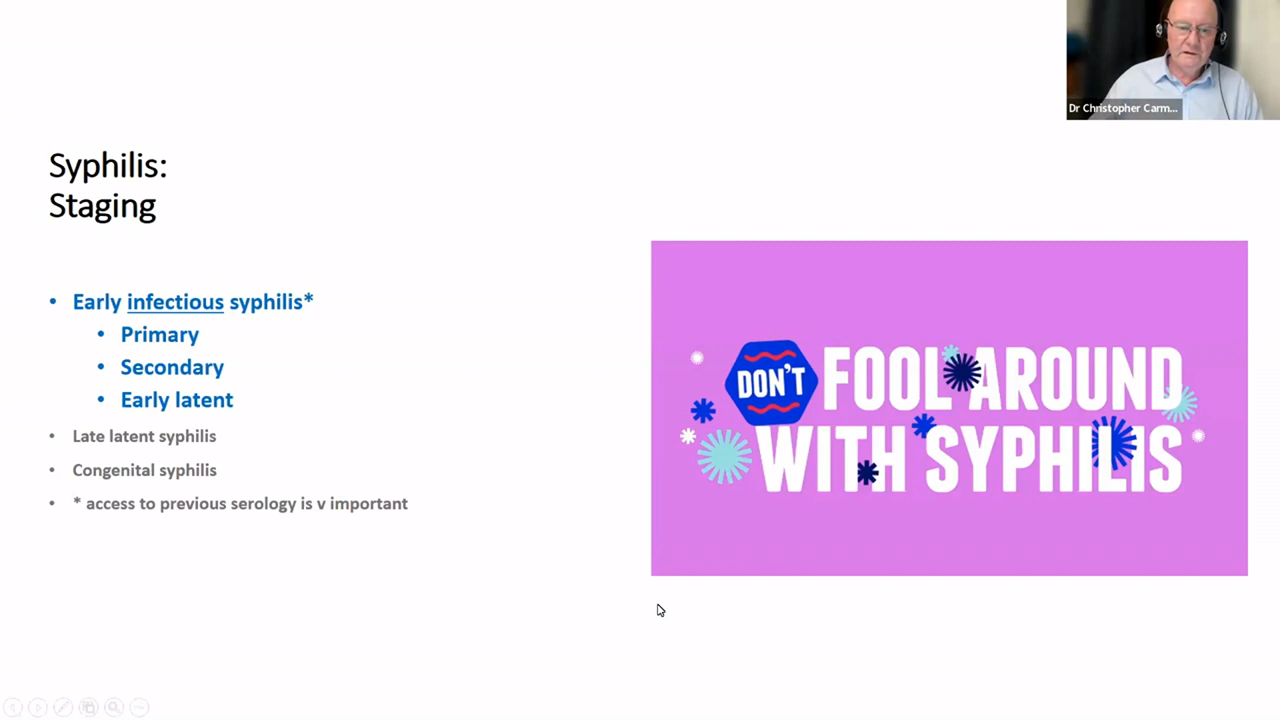 Dr Christopher Carm...
Syphilis:
Staging
• Early infectious syphilis*
• Primary
• Secondary
• Early latent
• Late latent syphilis
• Congenital syphilis
• * access to previous serology is v important
DON'T FOOL AROUND
WITH SYPHILIS